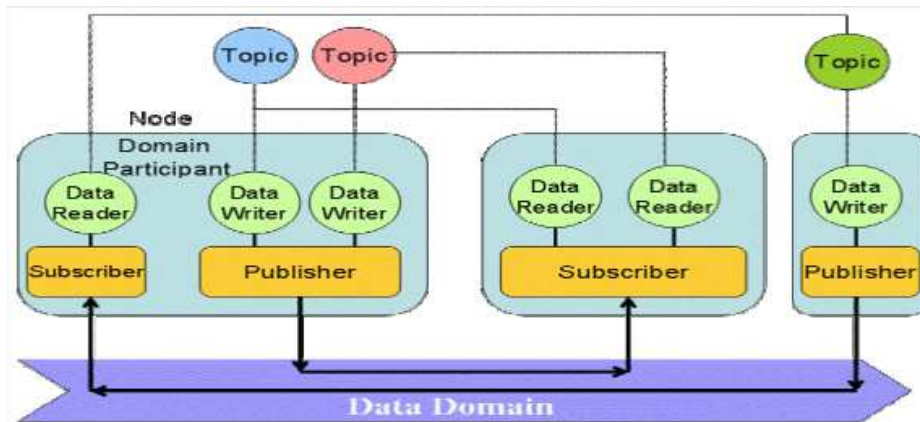 Topic
Topic
Topic
Node
Domain
Participant
Data
Reader
Data
Writer
Data
Writer
Data
Reader
Data
Reader
Data
Writer
Subscriber
Publisher
Subscriber
Publisher
Data Domain